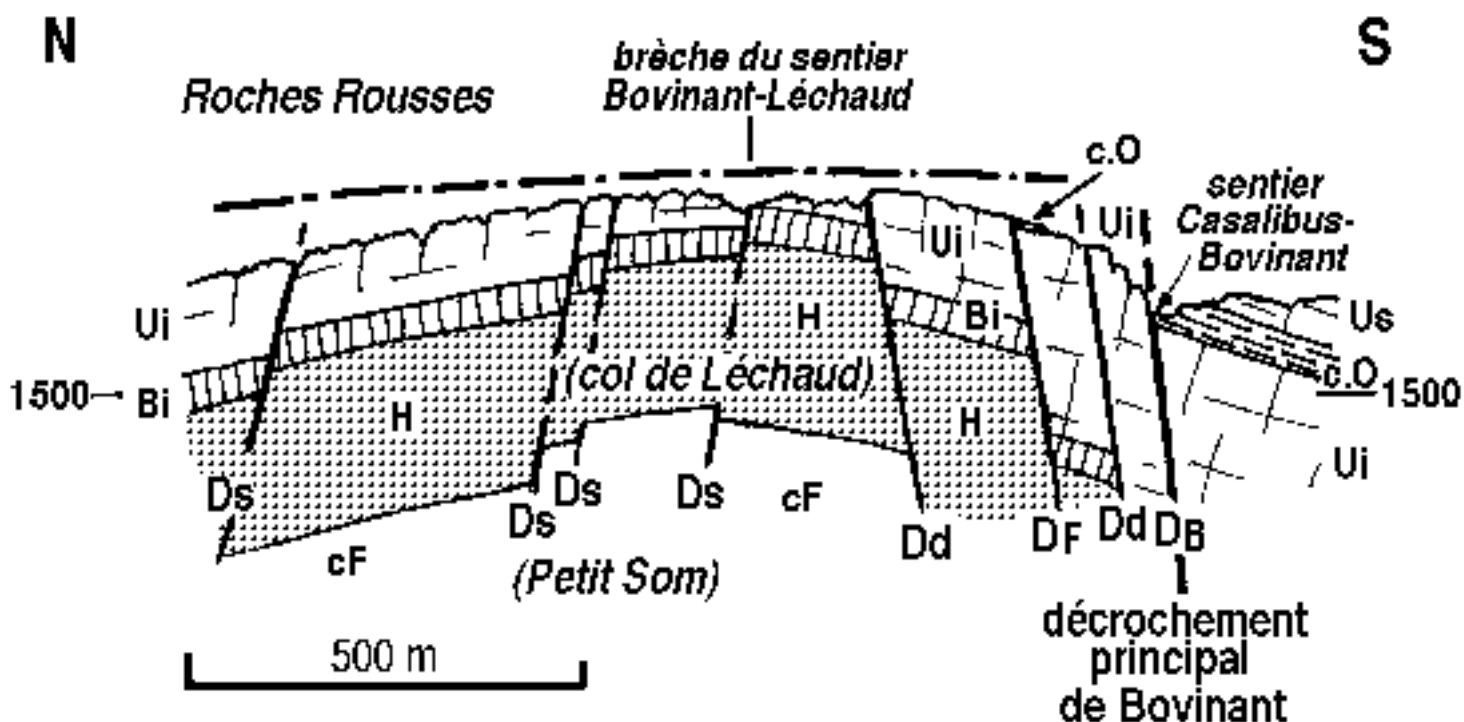 N
S
brèche du sentier
Bovinant-Léchaud
Roches Rousses
c.O
sentier
Casalibus-
Bovinant
Ui
Ui
Ui
Bi
Us
H
(col de Léchaud)
c.O
1500
Bi
1500
H
H
Ui
Ds
Ds
Ds
Ds
cF
Dd
DF
Dd
DB
cF
(Petit Som)
500 m
décrochement
principal
de Bovinant